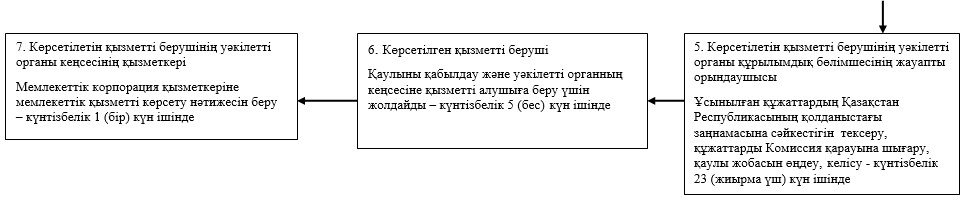 7. Көрсетілетін қызметті берушінің уәкілетті
органы кеңсесінің қызметкері
Мемлекеттік корпорация қызметкеріне
мемлекеттік қызметті көрсету нәтижесін беру
– күнтізбелік 1 (бір) күн ішінде
6. Көрсетілген қызметті беруші
Қаулыны қабылдау және уәкілетті органның
кеңсесіне қызметті алушыға беру үшін
жолдайды – күнтізбелік 5 (бес) күн ішінде
5. Көрсетілетін қызметті берушінің уәкілетті
органы құрылымдық бөлімшесінің жауапты
орындаушысы
Ұсынылған құжаттардың Қазақстан
Республикасының қолданыстағы
заңнамасына сәйкестігін тексеру,
құжаттарды Комиссия қарауына шығару,
қаулы жобасын өңдеу, келісу - күнтізбелік
23 (жиырма үш) күн ішінде